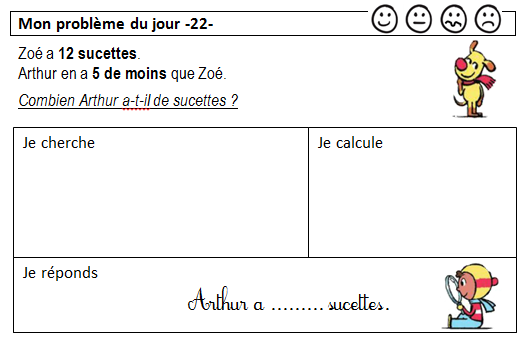 Mon problème du jour -22-
Zoé a 12 sucettes.
Arthur en a 5 de moins que Zoé.
Combien Arthur a-t-il de sucettes ?
Je cherche
Je calcule
Je réponds
Arthur a ......... sucettes.